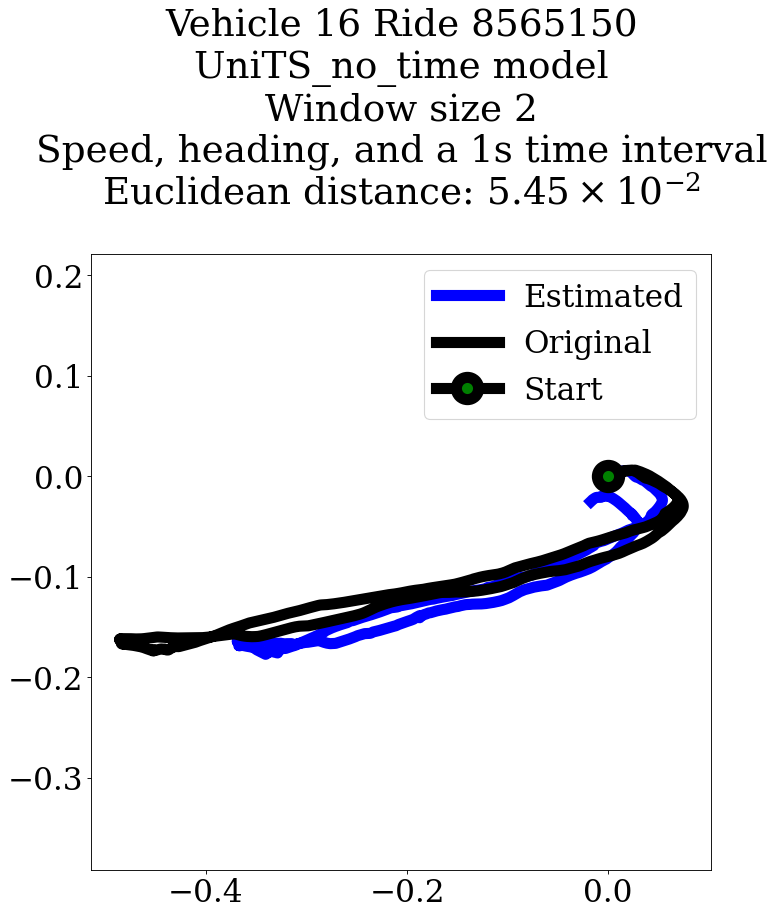 Vehicle 16 Ride 8565150
UniTS_no_time model
Window size 2
Speed, heading, and a 1s time interval
Euclidean distance: 5.45 × 10⁻²
Estimated
Original
Start
0.2
0.1
0.0
−0.1
−0.2
−0.3
−0.4
−0.2
0.0